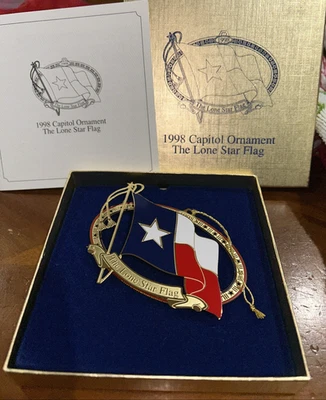 1998 Capitol Ornament
The Lone Star Flag
1998
The Lone Star Flag
1998 Capitol Ornament
The Lone Star Flag
The Lone Star Flag